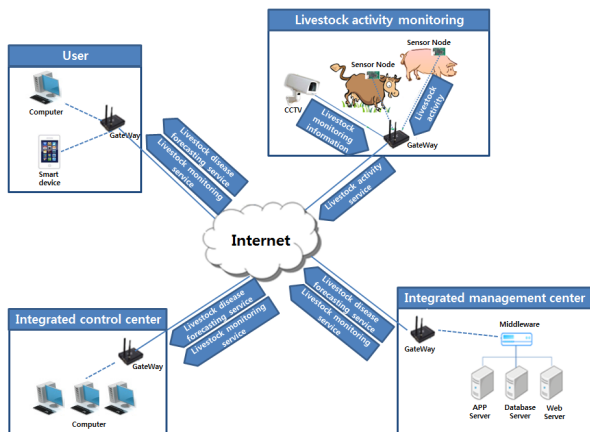 Livestock activity monitoring
Sensor Node
Sensor Node
CCTV
Livestock
monitoring
information
Livestock
activity
GateWay
User
Computer
GateWay
Smart
device
Livestock disease
forecasting service
Livestock monitoring
service
Livestock activity
service
Internet
Integrated control center
GateWay
Computer
Livestock disease
forecasting service
Livestock monitoring
service
Livestock disease
forecasting service
Livestock monitoring
service
Integrated management center
GateWay
Middleware
APP
Server
Database
Server
Web
Server